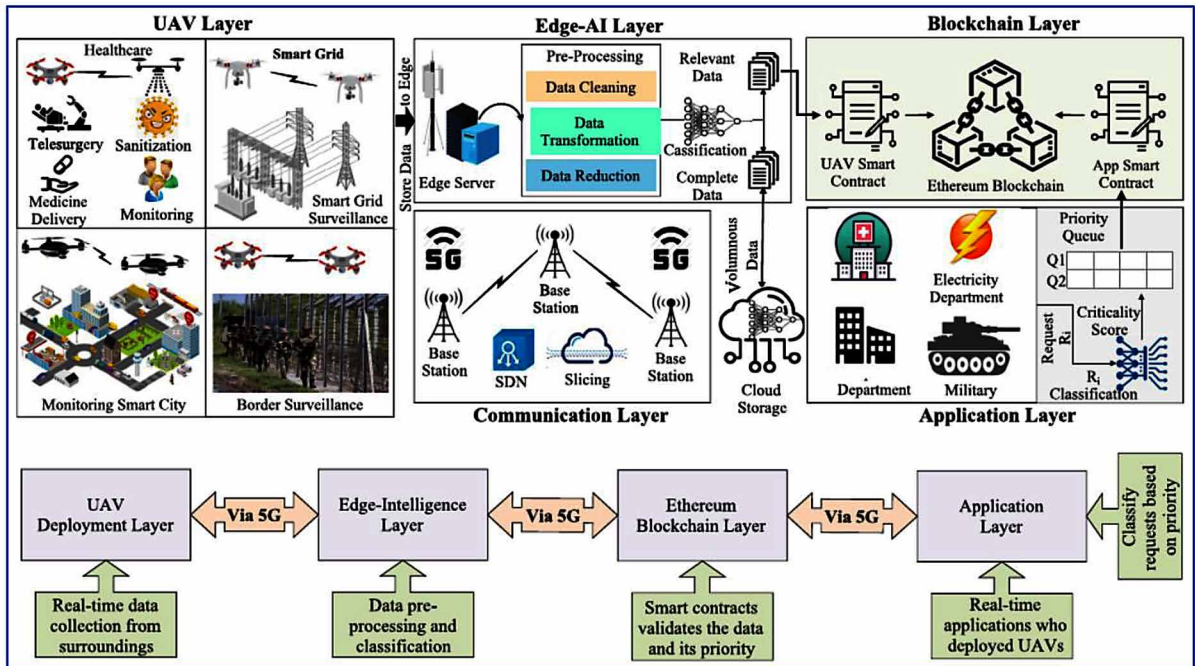 UAV Layer
Healthcare
Telesurgery
Sanitization
Medicine
Delivery
Monitoring
Smart Grid
Smart Grid
Surveillance
Monitoring Smart City
Border Surveillance
Store Data to Edge
Edge-AI Layer
Edge Server
Pre-Processing
Data Cleaning
Data
Transformation
Data Reduction
Relevant
Data
Cassification
Complete
Data
Volumnous
Data
Cloud
Storage
5G
5G
Base
Station
Base
Station
Base
Station
SDN
Slicing
Communication Layer
Blockchain Layer
UAV Smart
Contract
Ethereum Blockchain
App Smart
Contract
Electricity
Department
Department
Military
Priority
Queue
Q1
Q2
Criticality
Score
Request
Ri
Ri
Classification
Application Layer
UAV
Deployment Layer
Via 5G
Edge-Intelligence
Layer
Via 5G
Ethereum
Blockchain Layer
Via 5G
Application
Layer
Classify
requests based
on priority
Real-time data
collection from
surroundings
Data pre-
processing and
classification
Smart contracts
validates the data
and its priority
Real-time
applications who
deployed UAVs